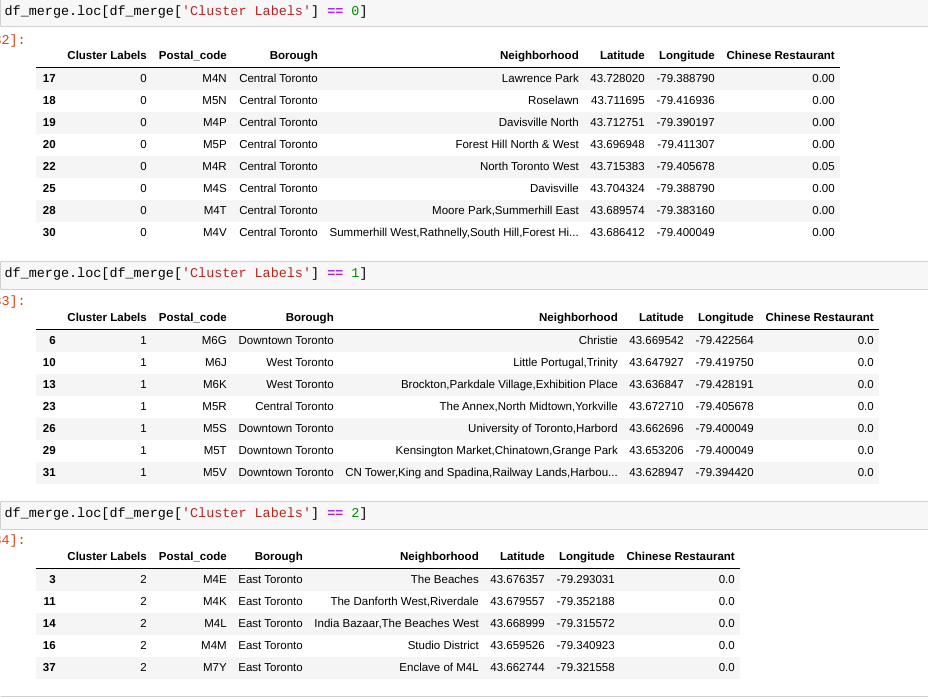 df_merge.loc[df_merge['Cluster Labels'] == 0]
2]:
Cluster Labels Postal_code Borough Neighborhood Latitude Longitude Chinese Restaurant
17 0 M4N Central Toronto Lawrence Park 43.728020 -79.388790 0.00
18 0 M5N Central Toronto Roselawn 43.711695 -79.416936 0.00
19 0 M4P Central Toronto Davisville North 43.712751 -79.390197 0.00
20 0 M5P Central Toronto Forest Hill North & West 43.696948 -79.411307 0.00
22 0 M4R Central Toronto North Toronto West 43.715383 -79.405678 0.05
25 0 M4S Central Toronto Davisville 43.704324 -79.388790 0.00
28 0 M4T Central Toronto Moore Park,Summerhill East 43.689574 -79.383160 0.00
30 0 M4V Central Toronto Summerhill West,Rathnelly,South Hill,Forest Hi... 43.686412 -79.400049 0.00
df_merge.loc[df_merge['Cluster Labels'] == 1]
3]:
Cluster Labels Postal_code Borough Neighborhood Latitude Longitude Chinese Restaurant
6 1 M6G Downtown Toronto Christie 43.669542 -79.422564 0.0
10 1 M6J West Toronto Little Portugal,Trinity 43.647927 -79.419750 0.0
13 1 M6K West Toronto Brockton,Parkdale Village,Exhibition Place 43.636847 -79.428191 0.0
23 1 M5R Central Toronto The Annex,North Midtown,Yorkville 43.672710 -79.405678 0.0
26 1 M5S Downtown Toronto University of Toronto,Harbord 43.662696 -79.400049 0.0
29 1 M5T Downtown Toronto Kensington Market,Chinatown,Grange Park 43.653206 -79.400049 0.0
31 1 M5V Downtown Toronto CN Tower,King and Spadina,Railway Lands,Harbou... 43.628947 -79.394420 0.0
df_merge.loc[df_merge['Cluster Labels'] == 2]
4]:
Cluster Labels Postal_code Borough Neighborhood Latitude Longitude Chinese Restaurant
3 2 M4E East Toronto The Beaches 43.676357 -79.293031 0.0
11 2 M4K East Toronto The Danforth West,Riverdale 43.679557 -79.352188 0.0
14 2 M4L East Toronto India Bazaar,The Beaches West 43.668999 -79.315572 0.0
16 2 M4M East Toronto Studio District 43.659526 -79.340923 0.0
37 2 M7Y East Toronto Enclave of M4L 43.662744 -79.321558 0.0